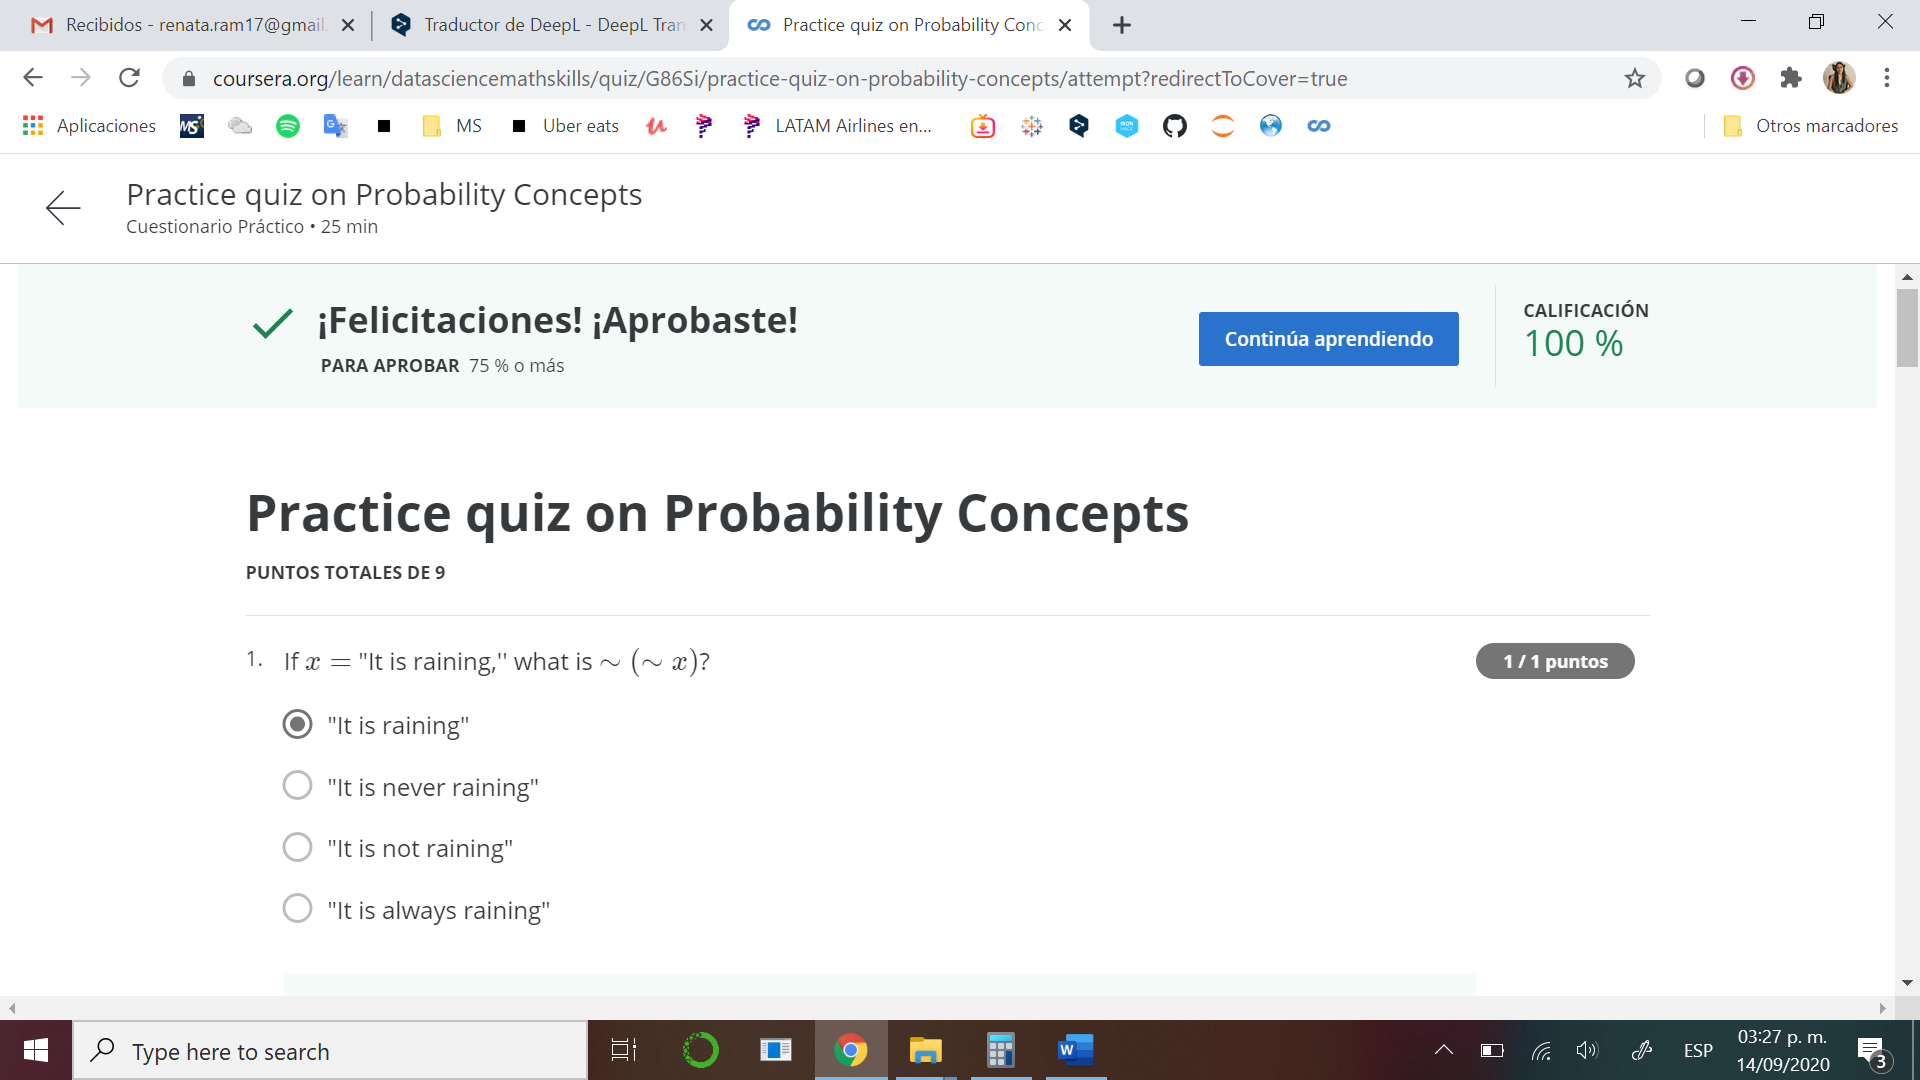 Recibidos - renata.ram17@gmail.
Traductor de DeepL - DeepL Tran
Practice quiz on Probability Conc
coursera.org/learn/datasciencemathskills/quiz/G86Si/practice-quiz-on-probability-concepts/attempt?redirectToCover=true
Aplicaciones
MS
Uber eats
LATAM Airlines en...
Otros marcadores
Practice quiz on Probability Concepts
Cuestionario Práctico • 25 min
¡Felicitaciones! ¡Aprobaste!
PARA APROBAR 75 % o más
Continúa aprendiendo
CALIFICACIÓN
100 %
Practice quiz on Probability Concepts
PUNTOS TOTALES DE 9
1. If x = "It is raining,'' what is ∼ (∼ x)?
1 / 1 puntos
"It is raining"
"It is never raining"
"It is not raining"
"It is always raining"
Type here to search
ESP
03:27 p. m.
14/09/2020
3